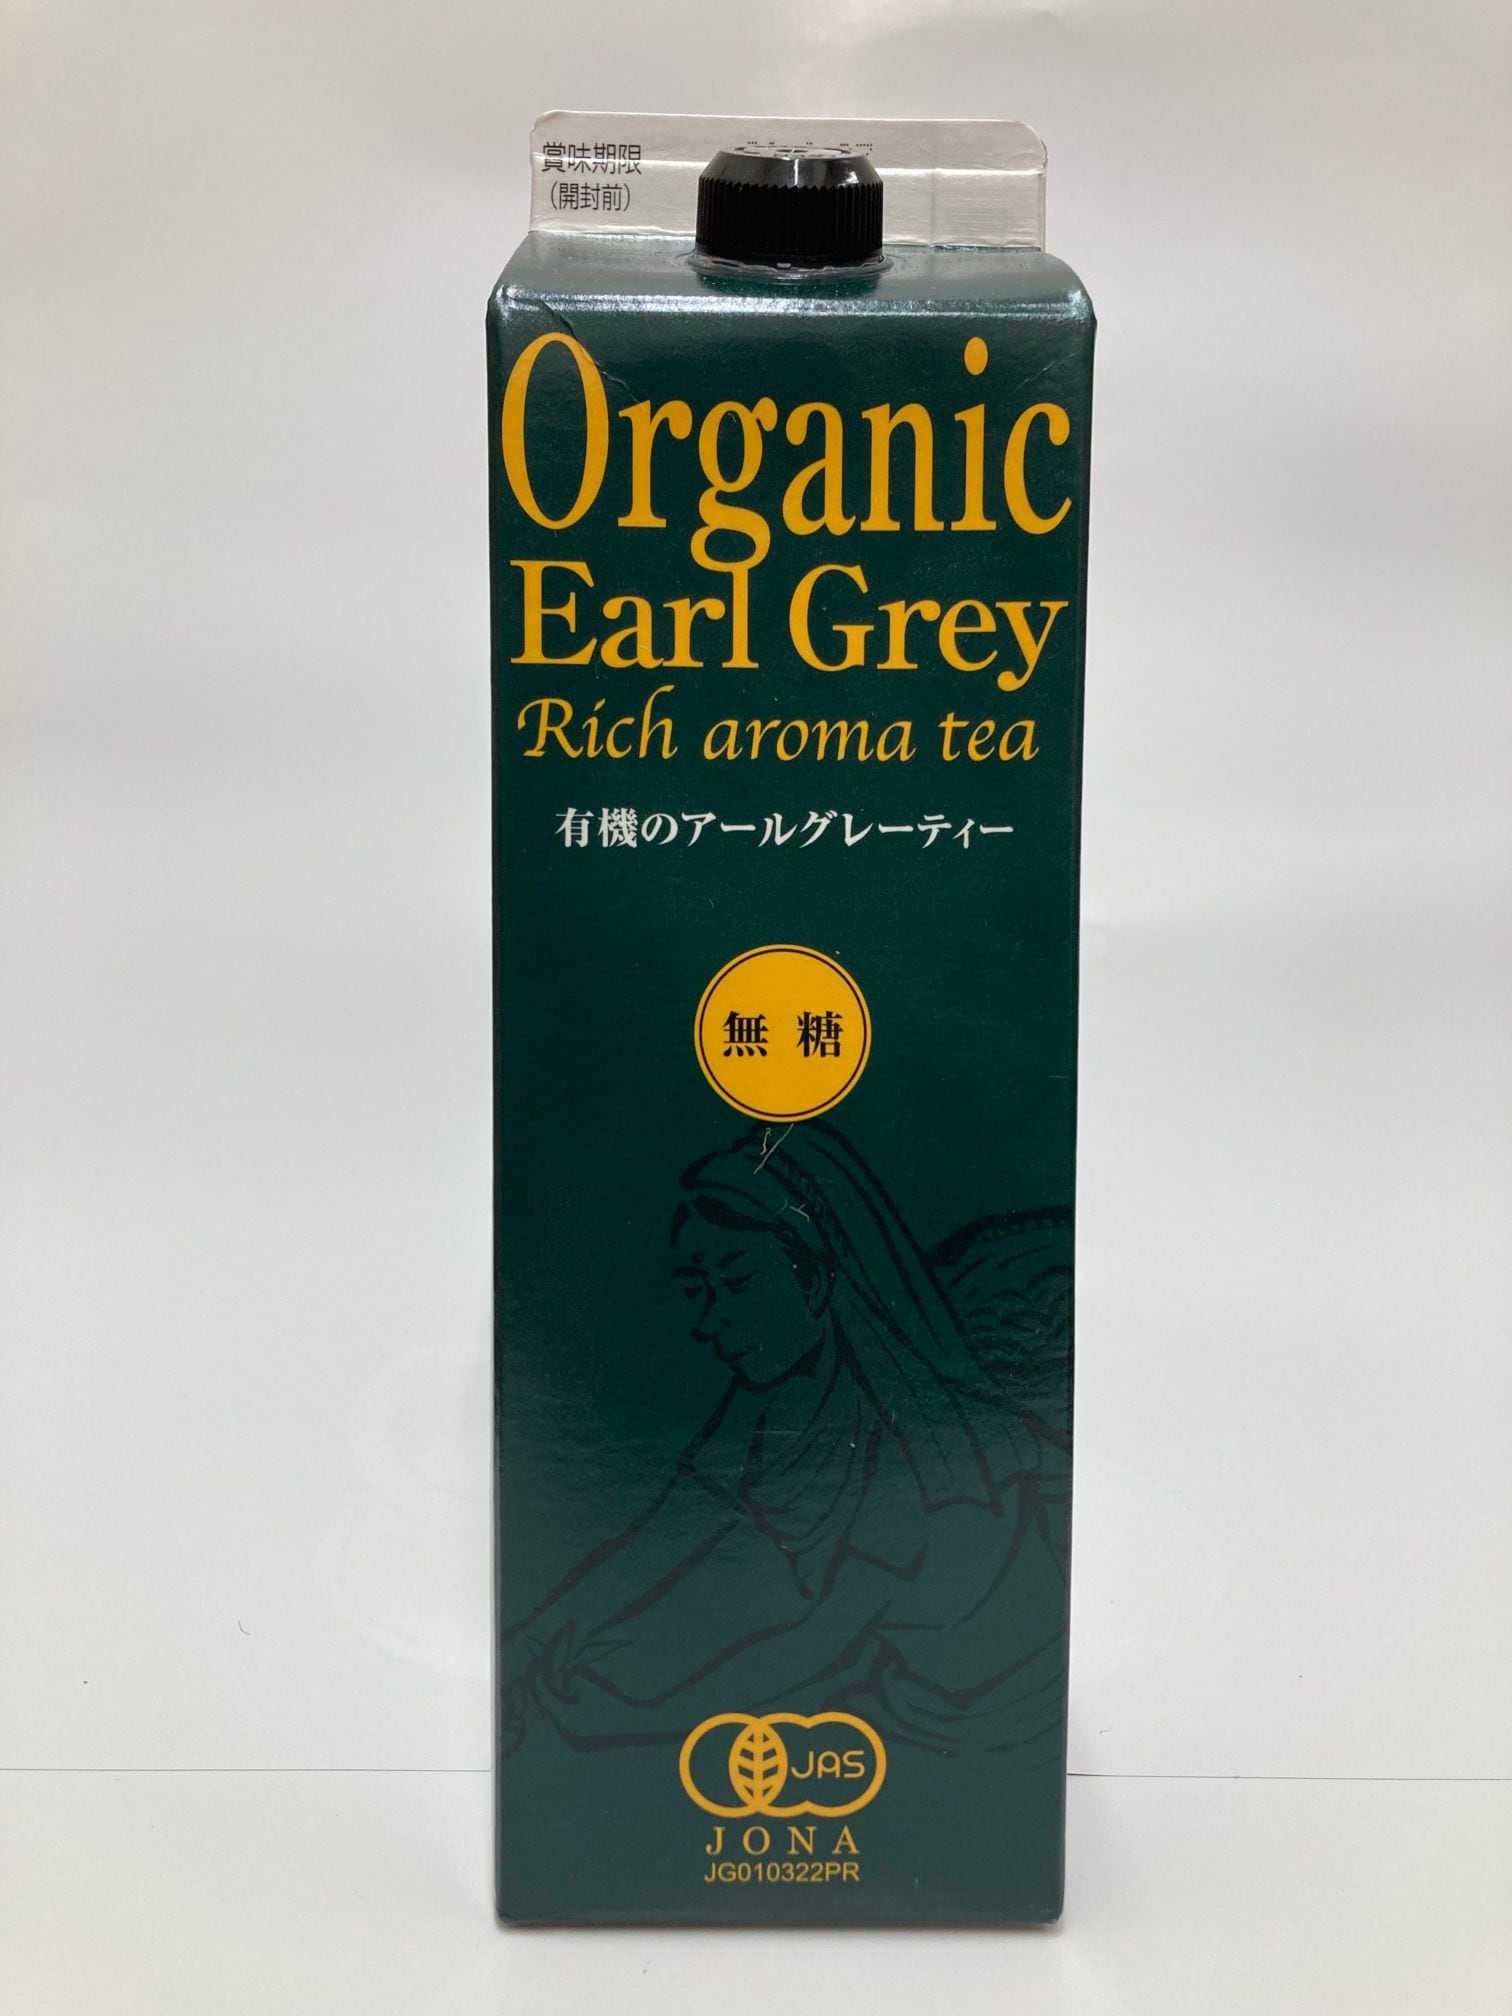 賞味期限
(開封前)
Organic
Earl Grey
Rich aroma tea
有機のアールグレーティー
無糖
JAS
JONA
JG010322PR